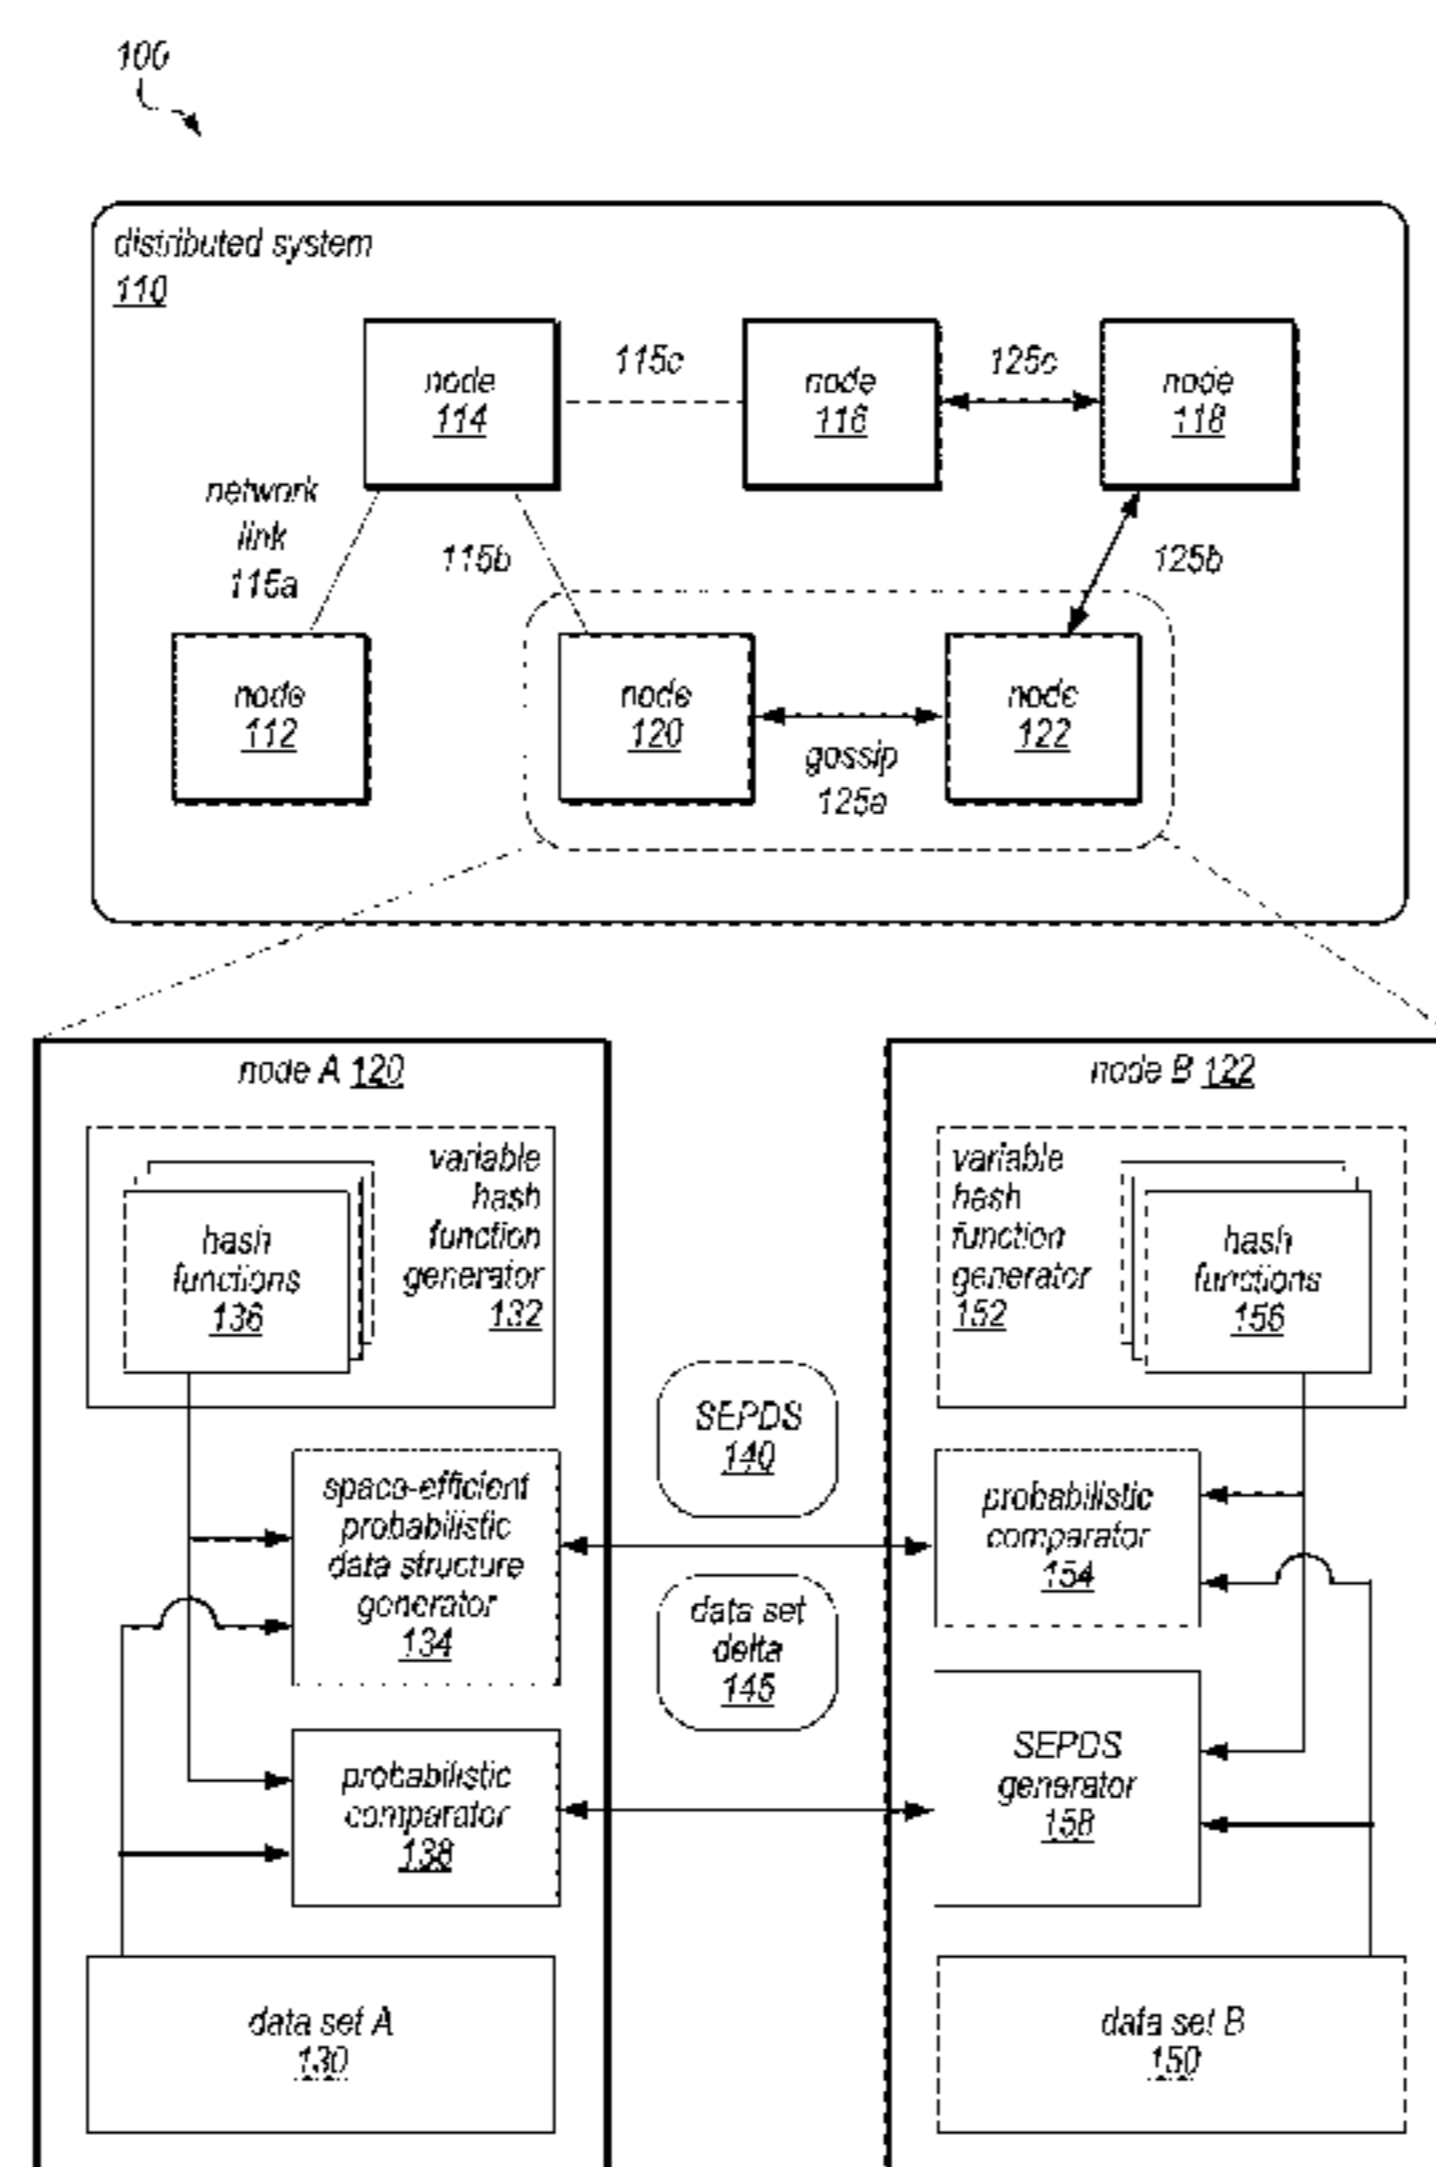 100
distributed system
110
node
114
115c
node
116
125c
node
118
network
link
115a
115b
125b
node
112
node
120
gossip
125a
node
122
node A 120
variable
hash
function
generator
132
hash
functions
136
space-efficient
probabilistic
data structure
generator
134
probabilistic
comparator
138
data set A
130
SEPDS
140
data set
delta
145
node B 122
variable
hash
function
generator
152
hash
functions
156
probabilistic
comparator
154
SEPDS
generator
158
data set B
150